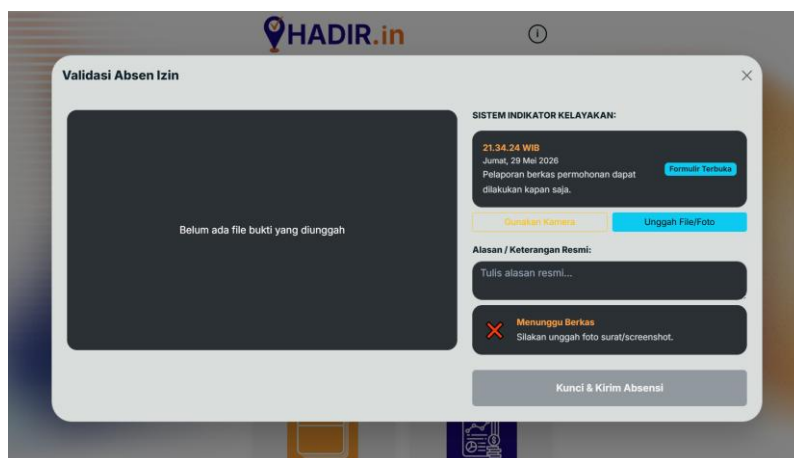 HADIR.in
Validasi Absen Izin
Belum ada file bukti yang diunggah
SISTEM INDIKATOR KELAYAKAN:
21.34.24 WIB
Jumat, 29 Mei 2026
Pelaporan berkas permohonan dapat
dilakukan kapan saja.
Formulir Terbuka
Gunakan Kamera
Unggah File/Foto
Alasan / Keterangan Resmi:
Tulis alasan resmi...
Menunggu Berkas
Silakan unggah foto surat/screenshot.
Kunci & Kirim Absensi